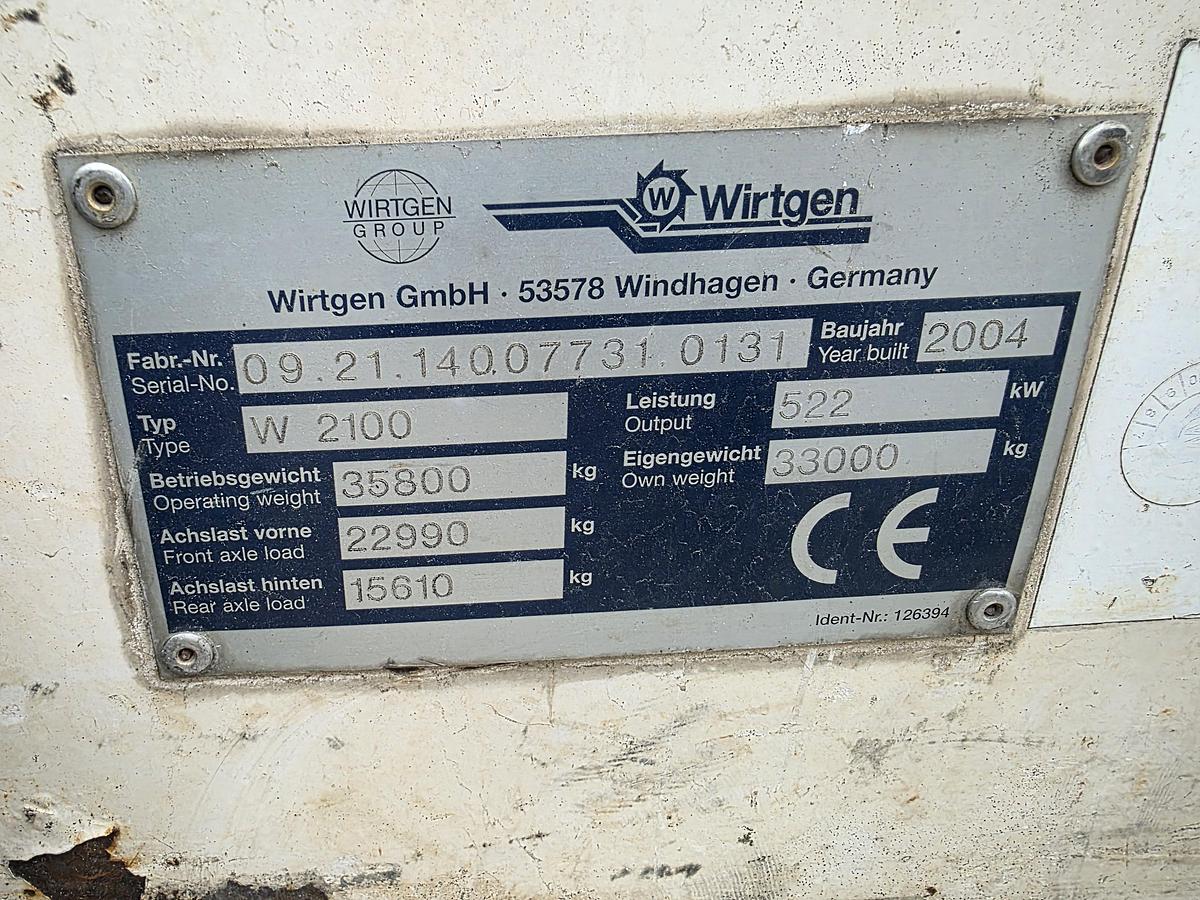 WIRTGEN
GROUP
W Wirtgen
Wirtgen GmbH · 53578 Windhagen · Germany
Fabr.-Nr. 09.21.140.07731.0131 Baujahr 2004
Serial-No. Year built
Typ W 2100 Leistung 522 kW
Type Output
Betriebsgewicht 35800 kg Eigengewicht 33000 kg
Operating weight Own weight
Achslast vorne 22990 kg CE
Front axle load
Achslast hinten 15610 kg
Rear axle load
Ident-Nr.: 126394